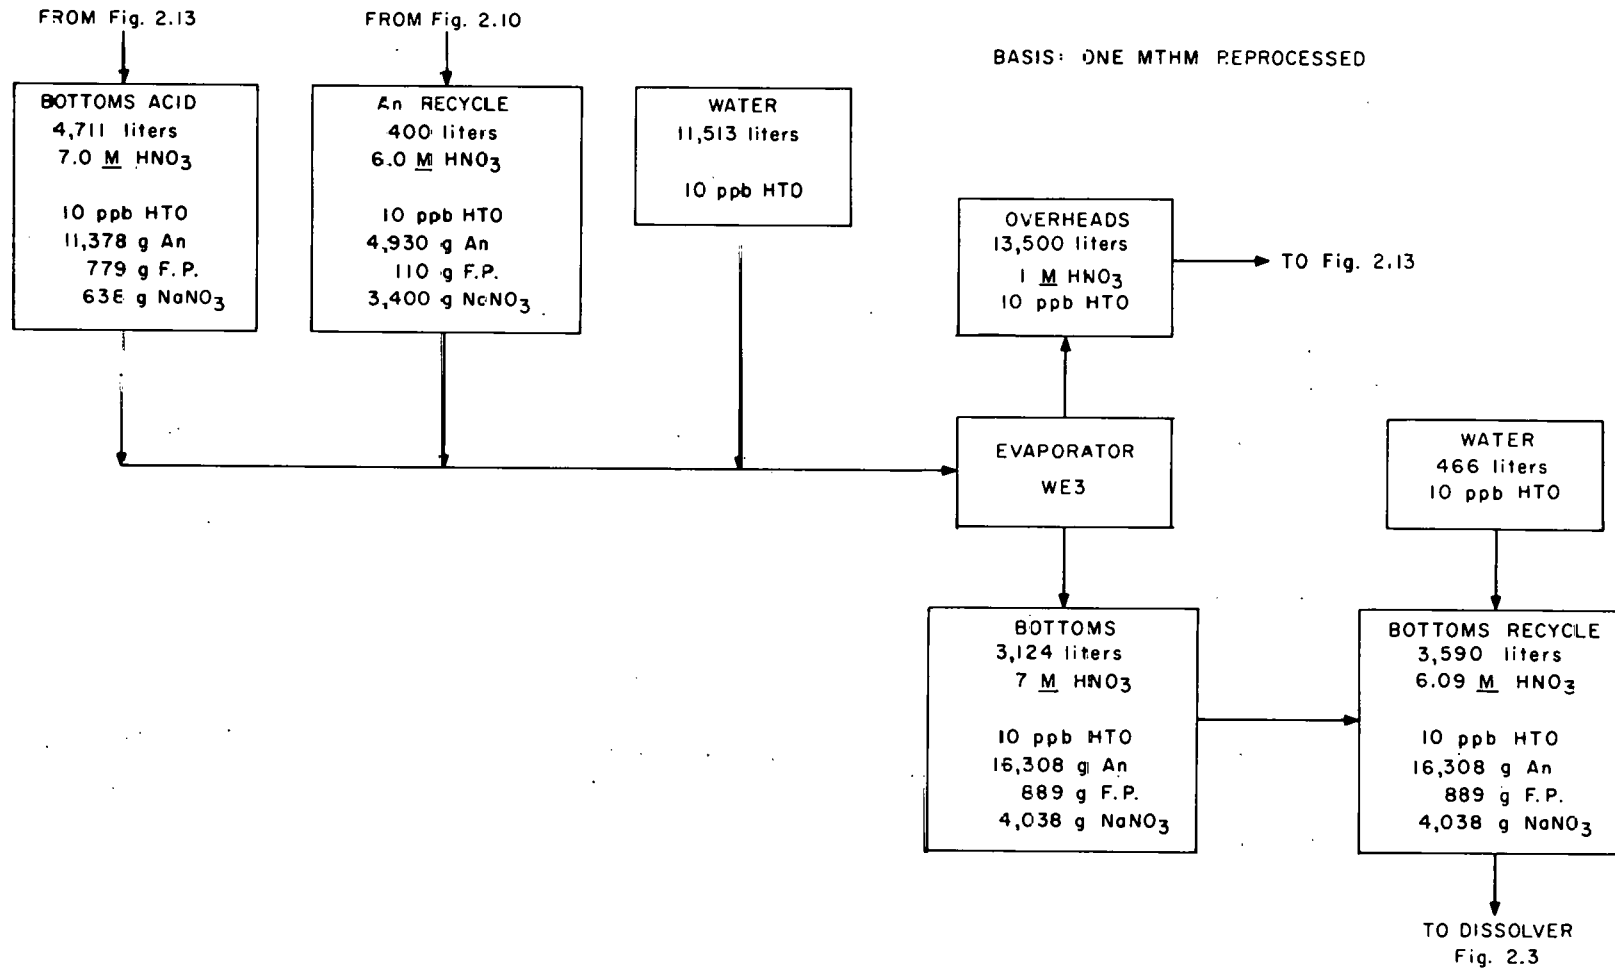 FROM Fig. 2.13
FROM Fig. 2.10
BASIS: ONE MTHM REPROCESSED
BOTTOMS ACID
4,711 liters
7.0 M HNO3
10 ppb HTO
11,378 g An
779 g F.P.
638 g NaNO3
An RECYCLE
400 liters
6.0 M HNO3
10 ppb HTO
4,930 g An
110 g F.P.
3,400 g NaNO3
WATER
11,513 liters
10 ppb HTO
OVERHEADS
13,500 liters
1 M HNO3
10 ppb HTO
TO Fig. 2.13
EVAPORATOR
WE3
WATER
466 liters
10 ppb HTO
BOTTOMS
3,124 liters
7 M HNO3
10 ppb HTO
16,308 g An
889 g F.P.
4,038 g NaNO3
BOTTOMS RECYCLE
3,590 liters
6.09 M HNO3
10 ppb HTO
16,308 g An
889 g F.P.
4,038 g NaNO3
TO DISSOLVER
Fig. 2.3